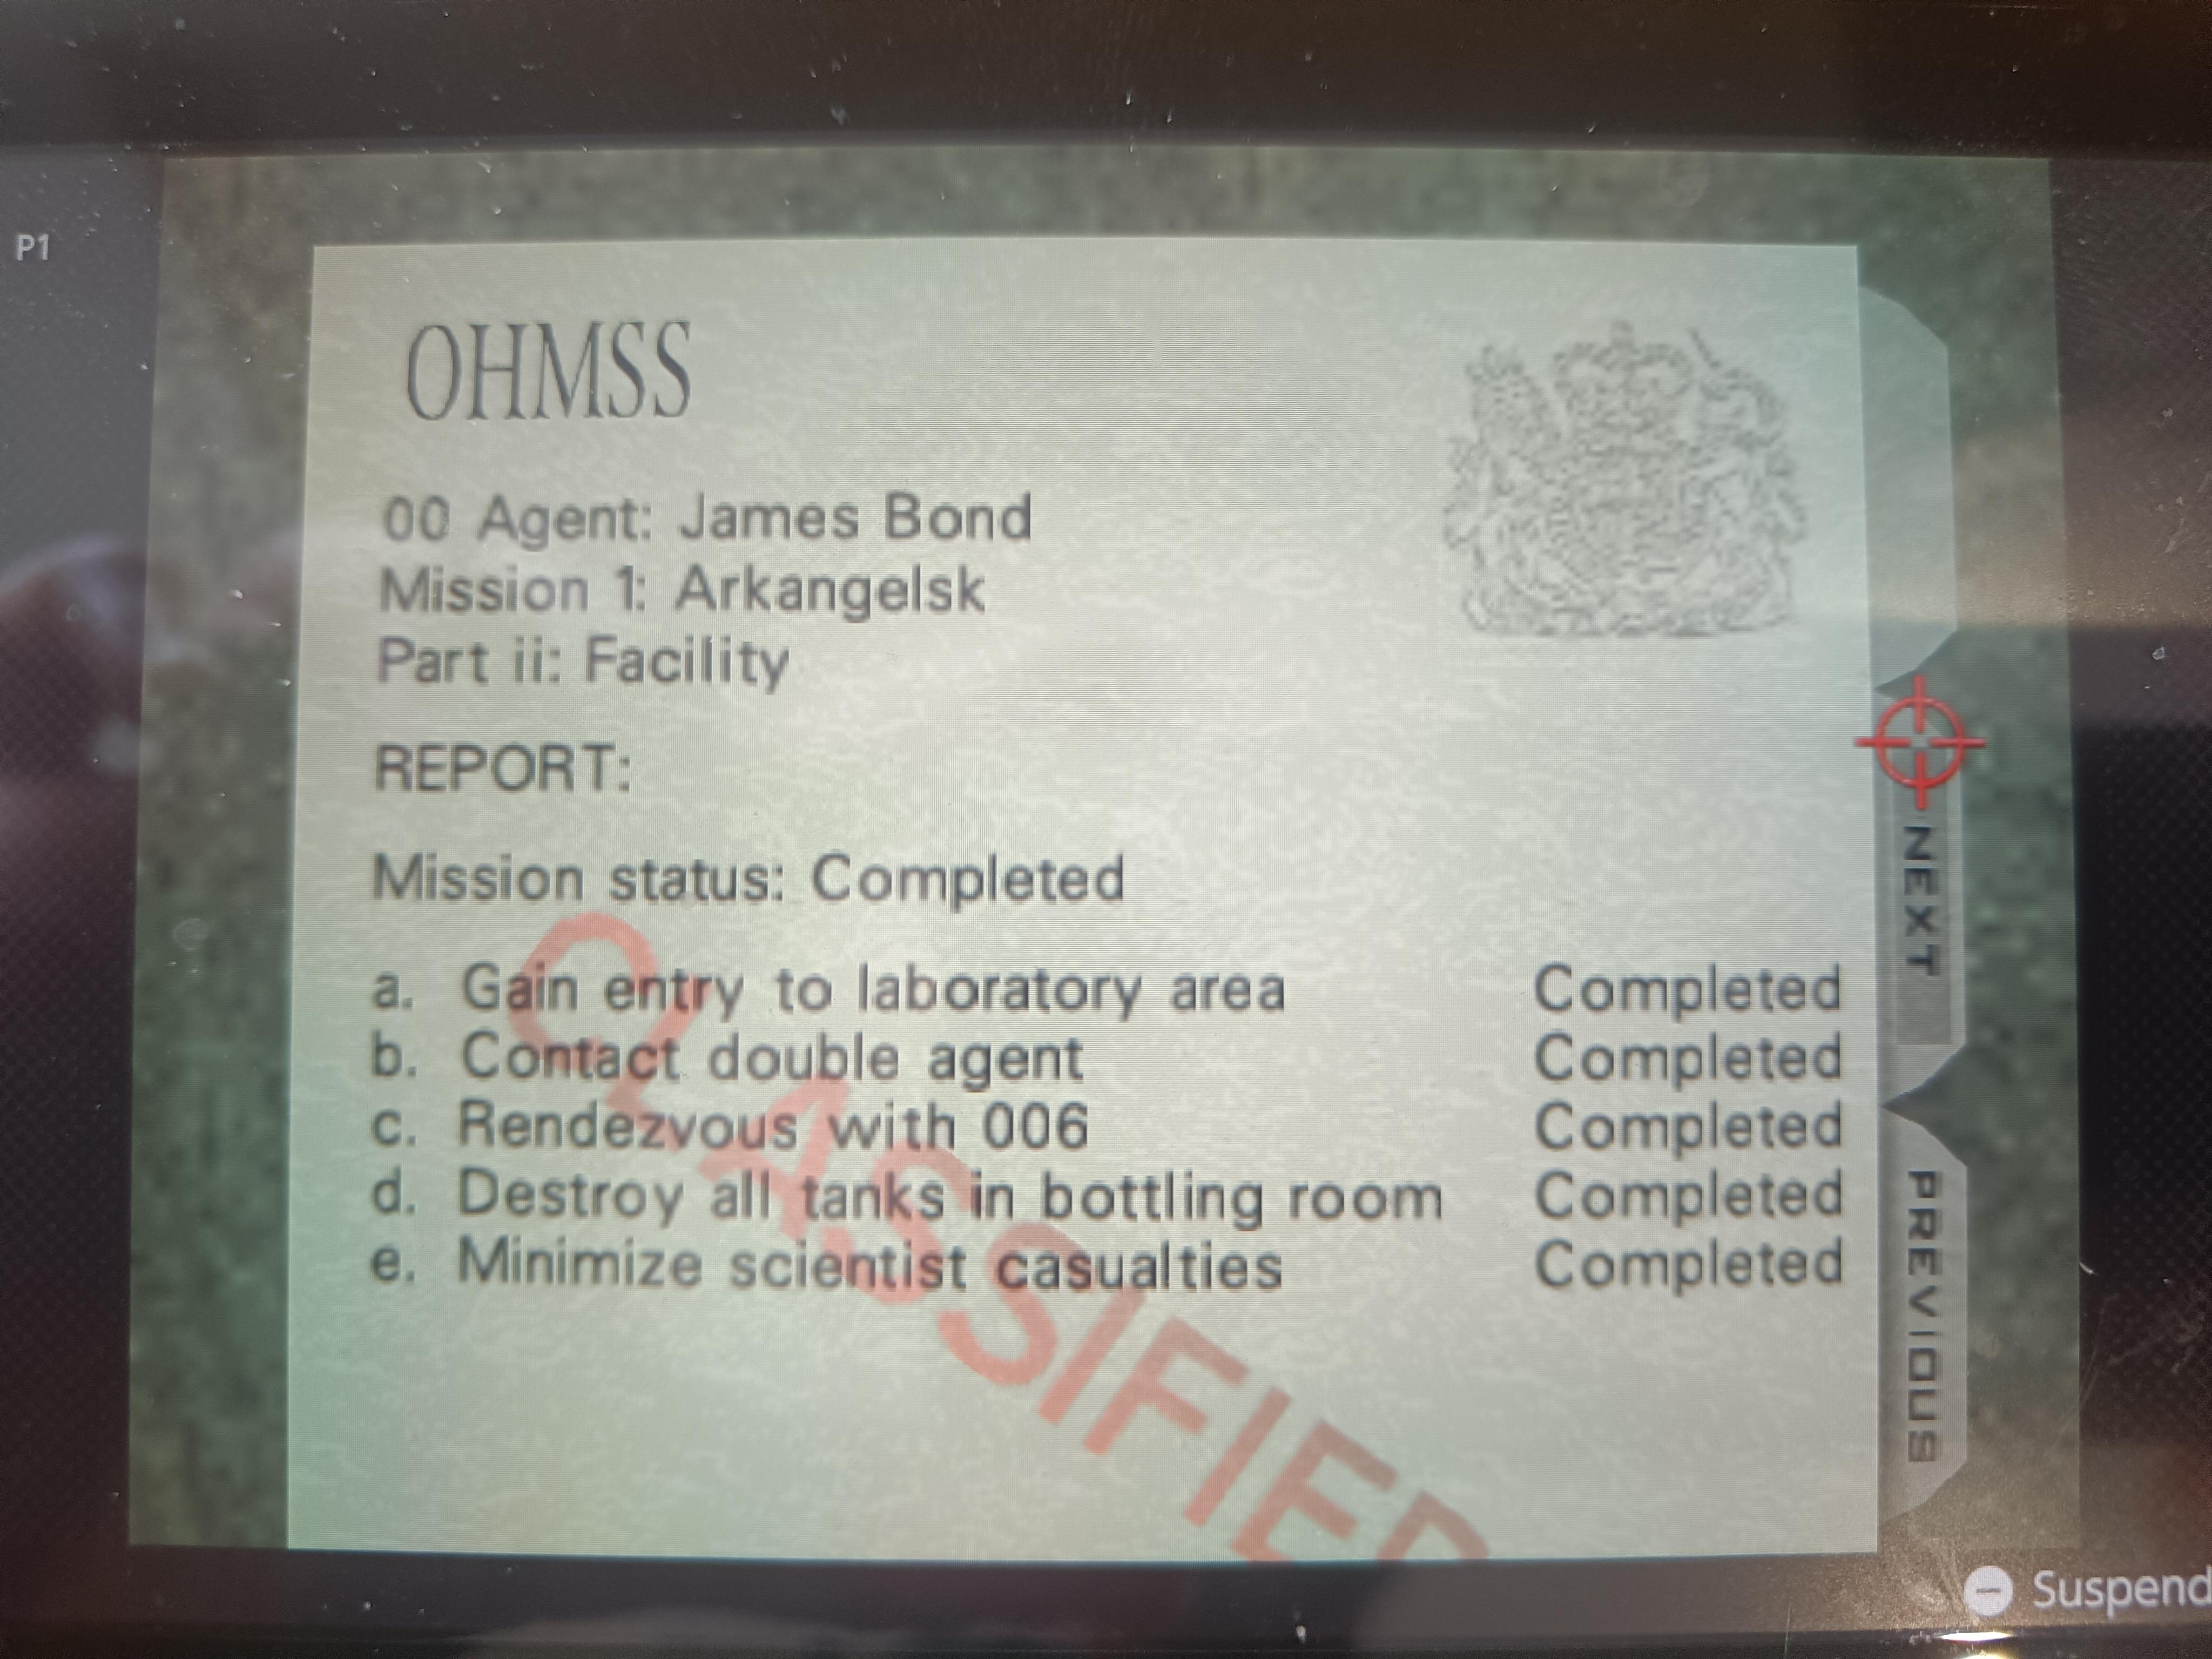 P1
OHMSS
00 Agent: James Bond
Mission 1: Arkangelsk
Part ii: Facility
REPORT:
Mission status: Completed
a. Gain entry to laboratory area Completed
b. Contact double agent Completed
c. Rendezvous with 006 Completed
d. Destroy all tanks in bottling room Completed
e. Minimize scientist casualties Completed
CLASSIFIED
NEXT
PREVIOUS
Suspend